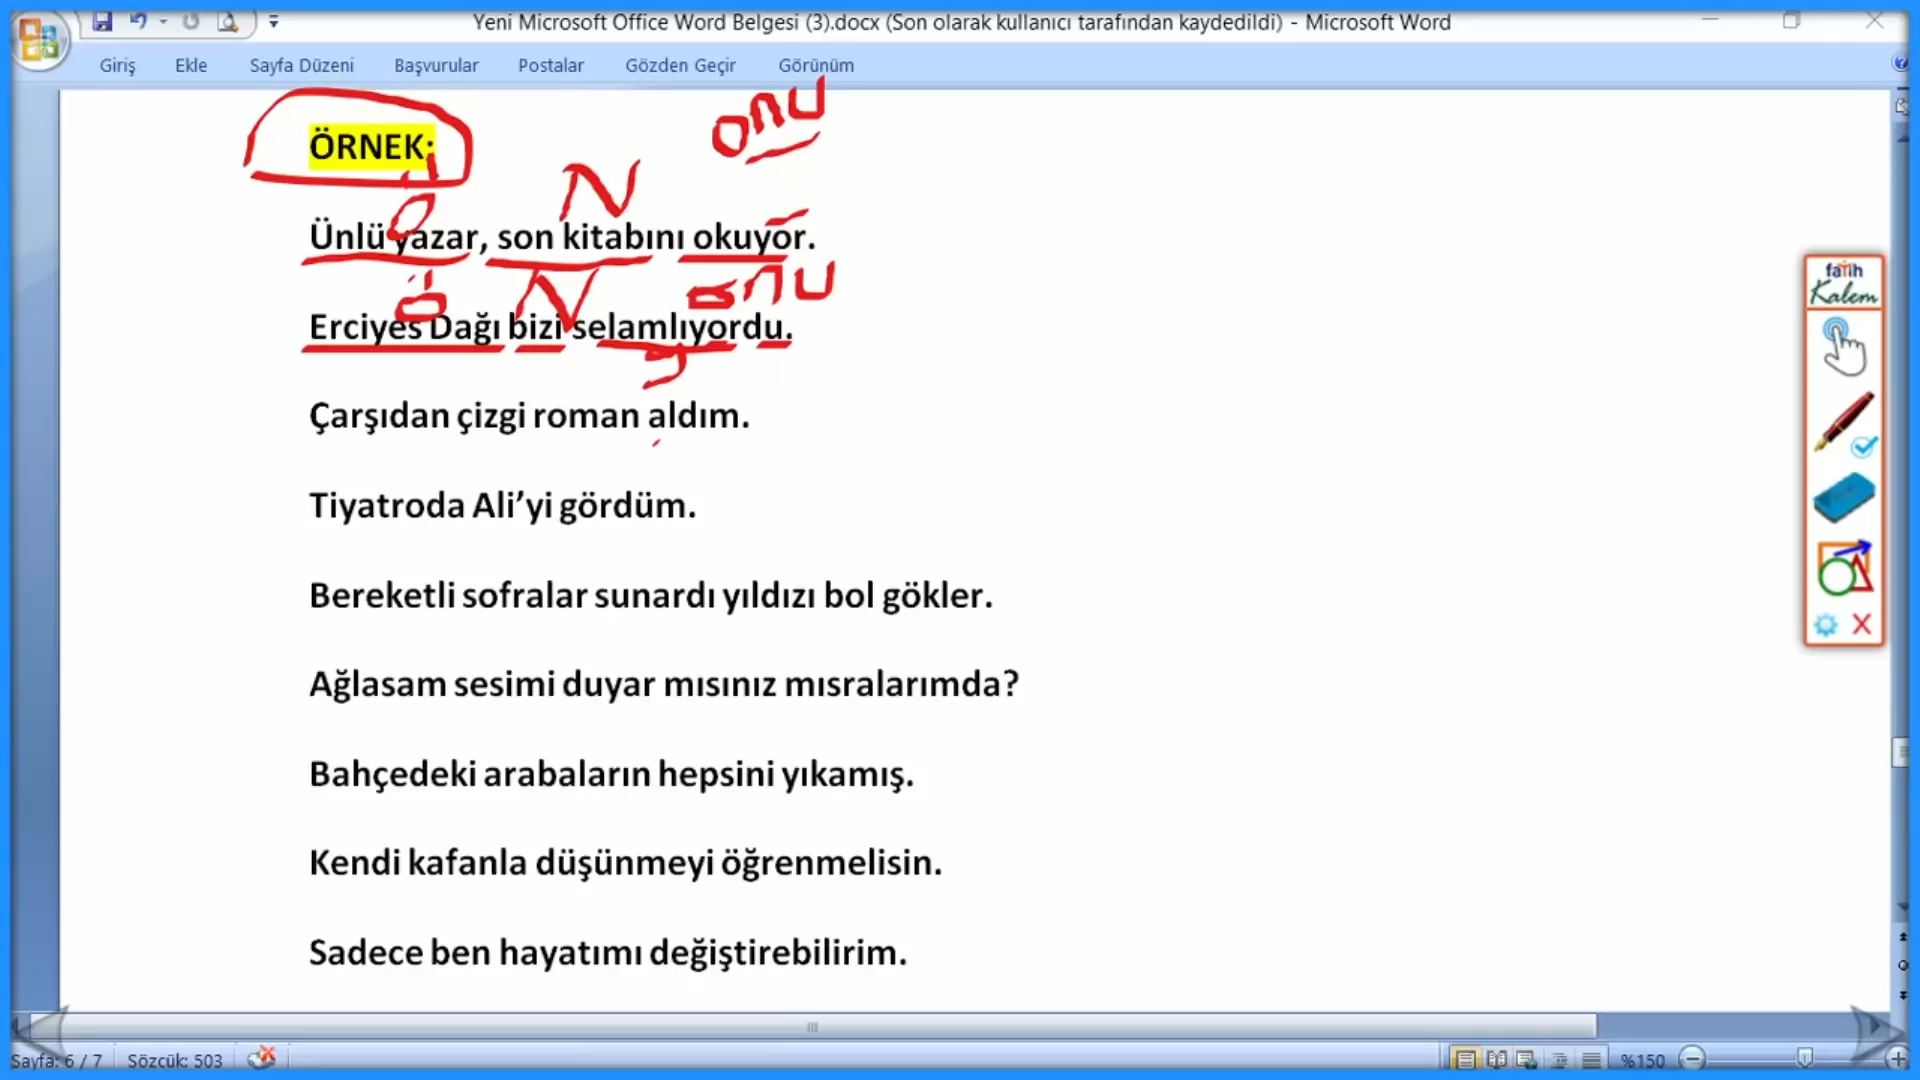 Yeni Microsoft Office Word Belgesi (3).docx (Son olarak kullanıcı tarafından kaydedildi) - Microsoft Word
Giriş Ekle Sayfa Düzeni Başvurular Postalar Gözden Geçir Görünüm
onu
ÖRNEK:
Ö N
Ünlü yazar, son kitabını okuyor.
Ö N onu
Erciyes Dağı bizi selamlıyordu.
y
Çarşıdan çizgi roman aldım.
Tiyatroda Ali’yi gördüm.
Bereketli sofralar sunardı yıldızı bol gökler.
Ağlasam sesimi duyar mısınız mısralarımda?
Bahçedeki arabaların hepsini yıkamış.
Kendi kafanla düşünmeyi öğrenmelisin.
Sadece ben hayatımı değiştirebilirim.
fatih
Kalem
Sayfa: 6 / 7 Sözcük: 503 %150